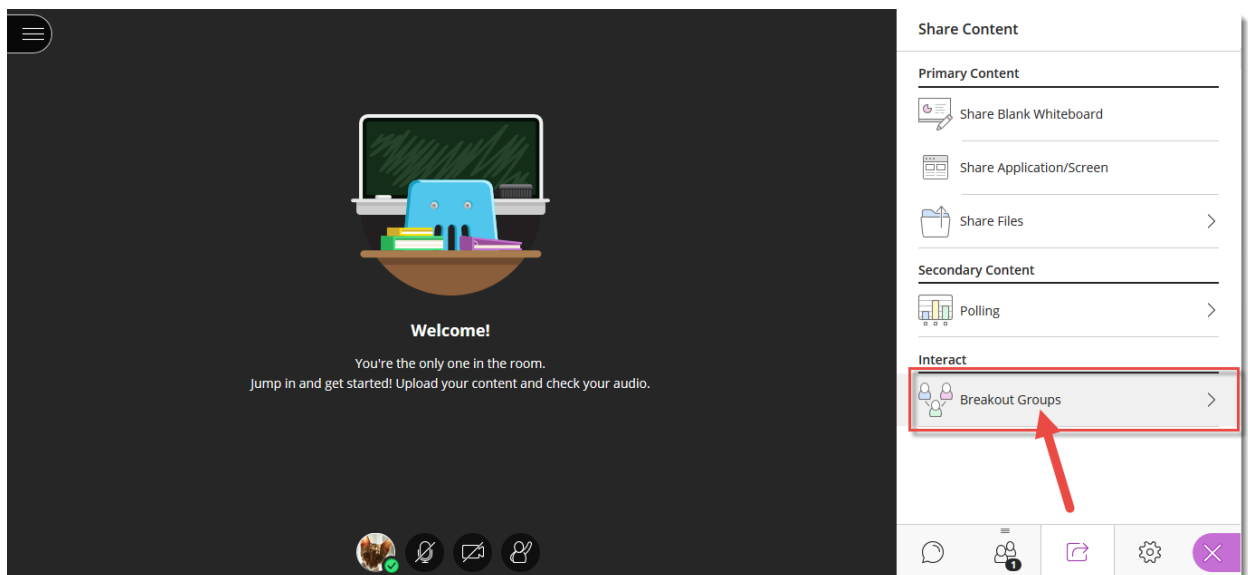 Welcome!
You're the only one in the room.
Jump in and get started! Upload your content and check your audio.
Share Content
Primary Content
Share Blank Whiteboard
Share Application/Screen
Share Files
Secondary Content
Polling
Interact
Breakout Groups
1